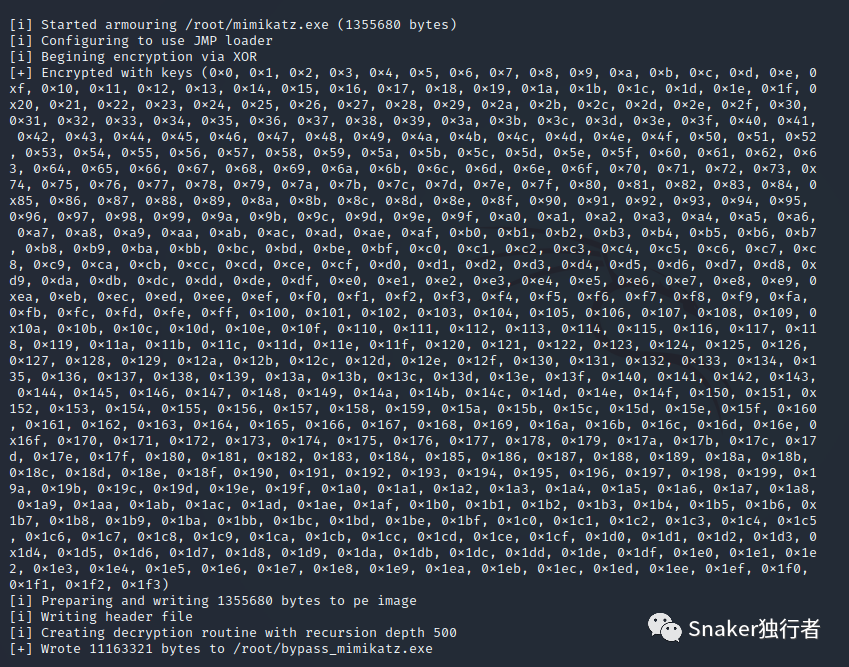 [i] Started armouring /root/mimikatz.exe (1355680 bytes)
[i] Configuring to use JMP loader
[i] Begining encryption via XOR
[+] Encrypted with keys (0×0, 0×1, 0×2, 0×3, 0×4, 0×5, 0×6, 0×7, 0×8, 0×9, 0×a, 0×b, 0×c, 0×d, 0×e, 0
xf, 0×10, 0×11, 0×12, 0×13, 0×14, 0×15, 0×16, 0×17, 0×18, 0×19, 0×1a, 0×1b, 0×1c, 0×1d, 0×1e, 0×1f, 0
x20, 0×21, 0×22, 0×23, 0×24, 0×25, 0×26, 0×27, 0×28, 0×29, 0×2a, 0×2b, 0×2c, 0×2d, 0×2e, 0×2f, 0×30,
0×31, 0×32, 0×33, 0×34, 0×35, 0×36, 0×37, 0×38, 0×39, 0×3a, 0×3b, 0×3c, 0×3d, 0×3e, 0×3f, 0×40, 0×41,
0×42, 0×43, 0×44, 0×45, 0×46, 0×47, 0×48, 0×49, 0×4a, 0×4b, 0×4c, 0×4d, 0×4e, 0×4f, 0×50, 0×51, 0×52
, 0×53, 0×54, 0×55, 0×56, 0×57, 0×58, 0×59, 0×5a, 0×5b, 0×5c, 0×5d, 0×5e, 0×5f, 0×60, 0×61, 0×62, 0×6
3, 0×64, 0×65, 0×66, 0×67, 0×68, 0×69, 0×6a, 0×6b, 0×6c, 0×6d, 0×6e, 0×6f, 0×70, 0×71, 0×72, 0×73, 0x
74, 0×75, 0×76, 0×77, 0×78, 0×79, 0×7a, 0×7b, 0×7c, 0×7d, 0×7e, 0×7f, 0×80, 0×81, 0×82, 0×83, 0×84, 0
x85, 0×86, 0×87, 0×88, 0×89, 0×8a, 0×8b, 0×8c, 0×8d, 0×8e, 0×8f, 0×90, 0×91, 0×92, 0×93, 0×94, 0×95,
0×96, 0×97, 0×98, 0×99, 0×9a, 0×9b, 0×9c, 0×9d, 0×9e, 0×9f, 0×a0, 0×a1, 0×a2, 0×a3, 0×a4, 0×a5, 0×a6,
0×a7, 0×a8, 0×a9, 0×aa, 0×ab, 0×ac, 0×ad, 0×ae, 0×af, 0×b0, 0×b1, 0×b2, 0×b3, 0×b4, 0×b5, 0×b6, 0×b7
, 0×b8, 0×b9, 0×ba, 0×bb, 0×bc, 0×bd, 0×be, 0×bf, 0×c0, 0×c1, 0×c2, 0×c3, 0×c4, 0×c5, 0×c6, 0×c7, 0×c
8, 0×c9, 0×ca, 0×cb, 0×cc, 0×cd, 0×ce, 0×cf, 0×d0, 0×d1, 0×d2, 0×d3, 0×d4, 0×d5, 0×d6, 0×d7, 0×d8, 0x
d9, 0×da, 0×db, 0×dc, 0×dd, 0×de, 0×df, 0×e0, 0×e1, 0×e2, 0×e3, 0×e4, 0×e5, 0×e6, 0×e7, 0×e8, 0×e9, 0
xea, 0×eb, 0×ec, 0×ed, 0×ee, 0×ef, 0×f0, 0×f1, 0×f2, 0×f3, 0×f4, 0×f5, 0×f6, 0×f7, 0×f8, 0×f9, 0×fa,
0×fb, 0×fc, 0×fd, 0×fe, 0×ff, 0×100, 0×101, 0×102, 0×103, 0×104, 0×105, 0×106, 0×107, 0×108, 0×109, 0
x10a, 0×10b, 0×10c, 0×10d, 0×10e, 0×10f, 0×110, 0×111, 0×112, 0×113, 0×114, 0×115, 0×116, 0×117, 0×11
8, 0×119, 0×11a, 0×11b, 0×11c, 0×11d, 0×11e, 0×11f, 0×120, 0×121, 0×122, 0×123, 0×124, 0×125, 0×126,
0×127, 0×128, 0×129, 0×12a, 0×12b, 0×12c, 0×12d, 0×12e, 0×12f, 0×130, 0×131, 0×132, 0×133, 0×134, 0×1
35, 0×136, 0×137, 0×138, 0×139, 0×13a, 0×13b, 0×13c, 0×13d, 0×13e, 0×13f, 0×140, 0×141, 0×142, 0×143,
0×144, 0×145, 0×146, 0×147, 0×148, 0×149, 0×14a, 0×14b, 0×14c, 0×14d, 0×14e, 0×14f, 0×150, 0×151, 0x
152, 0×153, 0×154, 0×155, 0×156, 0×157, 0×158, 0×159, 0×15a, 0×15b, 0×15c, 0×15d, 0×15e, 0×15f, 0×160
, 0×161, 0×162, 0×163, 0×164, 0×165, 0×166, 0×167, 0×168, 0×169, 0×16a, 0×16b, 0×16c, 0×16d, 0×16e, 0
x16f, 0×170, 0×171, 0×172, 0×173, 0×174, 0×175, 0×176, 0×177, 0×178, 0×179, 0×17a, 0×17b, 0×17c, 0×17
d, 0×17e, 0×17f, 0×180, 0×181, 0×182, 0×183, 0×184, 0×185, 0×186, 0×187, 0×188, 0×189, 0×18a, 0×18b,
0×18c, 0×18d, 0×18e, 0×18f, 0×190, 0×191, 0×192, 0×193, 0×194, 0×195, 0×196, 0×197, 0×198, 0×199, 0×1
9a, 0×19b, 0×19c, 0×19d, 0×19e, 0×19f, 0×1a0, 0×1a1, 0×1a2, 0×1a3, 0×1a4, 0×1a5, 0×1a6, 0×1a7, 0×1a8,
0×1a9, 0×1aa, 0×1ab, 0×1ac, 0×1ad, 0×1ae, 0×1af, 0×1b0, 0×1b1, 0×1b2, 0×1b3, 0×1b4, 0×1b5, 0×1b6, 0x
1b7, 0×1b8, 0×1b9, 0×1ba, 0×1bb, 0×1bc, 0×1bd, 0×1be, 0×1bf, 0×1c0, 0×1c1, 0×1c2, 0×1c3, 0×1c4, 0×1c5
, 0×1c6, 0×1c7, 0×1c8, 0×1c9, 0×1ca, 0×1cb, 0×1cc, 0×1cd, 0×1ce, 0×1cf, 0×1d0, 0×1d1, 0×1d2, 0×1d3, 0
x1d4, 0×1d5, 0×1d6, 0×1d7, 0×1d8, 0×1d9, 0×1da, 0×1db, 0×1dc, 0×1dd, 0×1de, 0×1df, 0×1e0, 0×1e1, 0×1e
2, 0×1e3, 0×1e4, 0×1e5, 0×1e6, 0×1e7, 0×1e8, 0×1e9, 0×1ea, 0×1eb, 0×1ec, 0×1ed, 0×1ee, 0×1ef, 0×1f0,
0×1f1, 0×1f2, 0×1f3)
[i] Preparing and writing 1355680 bytes to pe image
[i] Writing header file
[i] Creating decryption routine with recursion depth 500
[+] Wrote 11163321 bytes to /root/bypass_mimikatz.exe
Snaker独行者